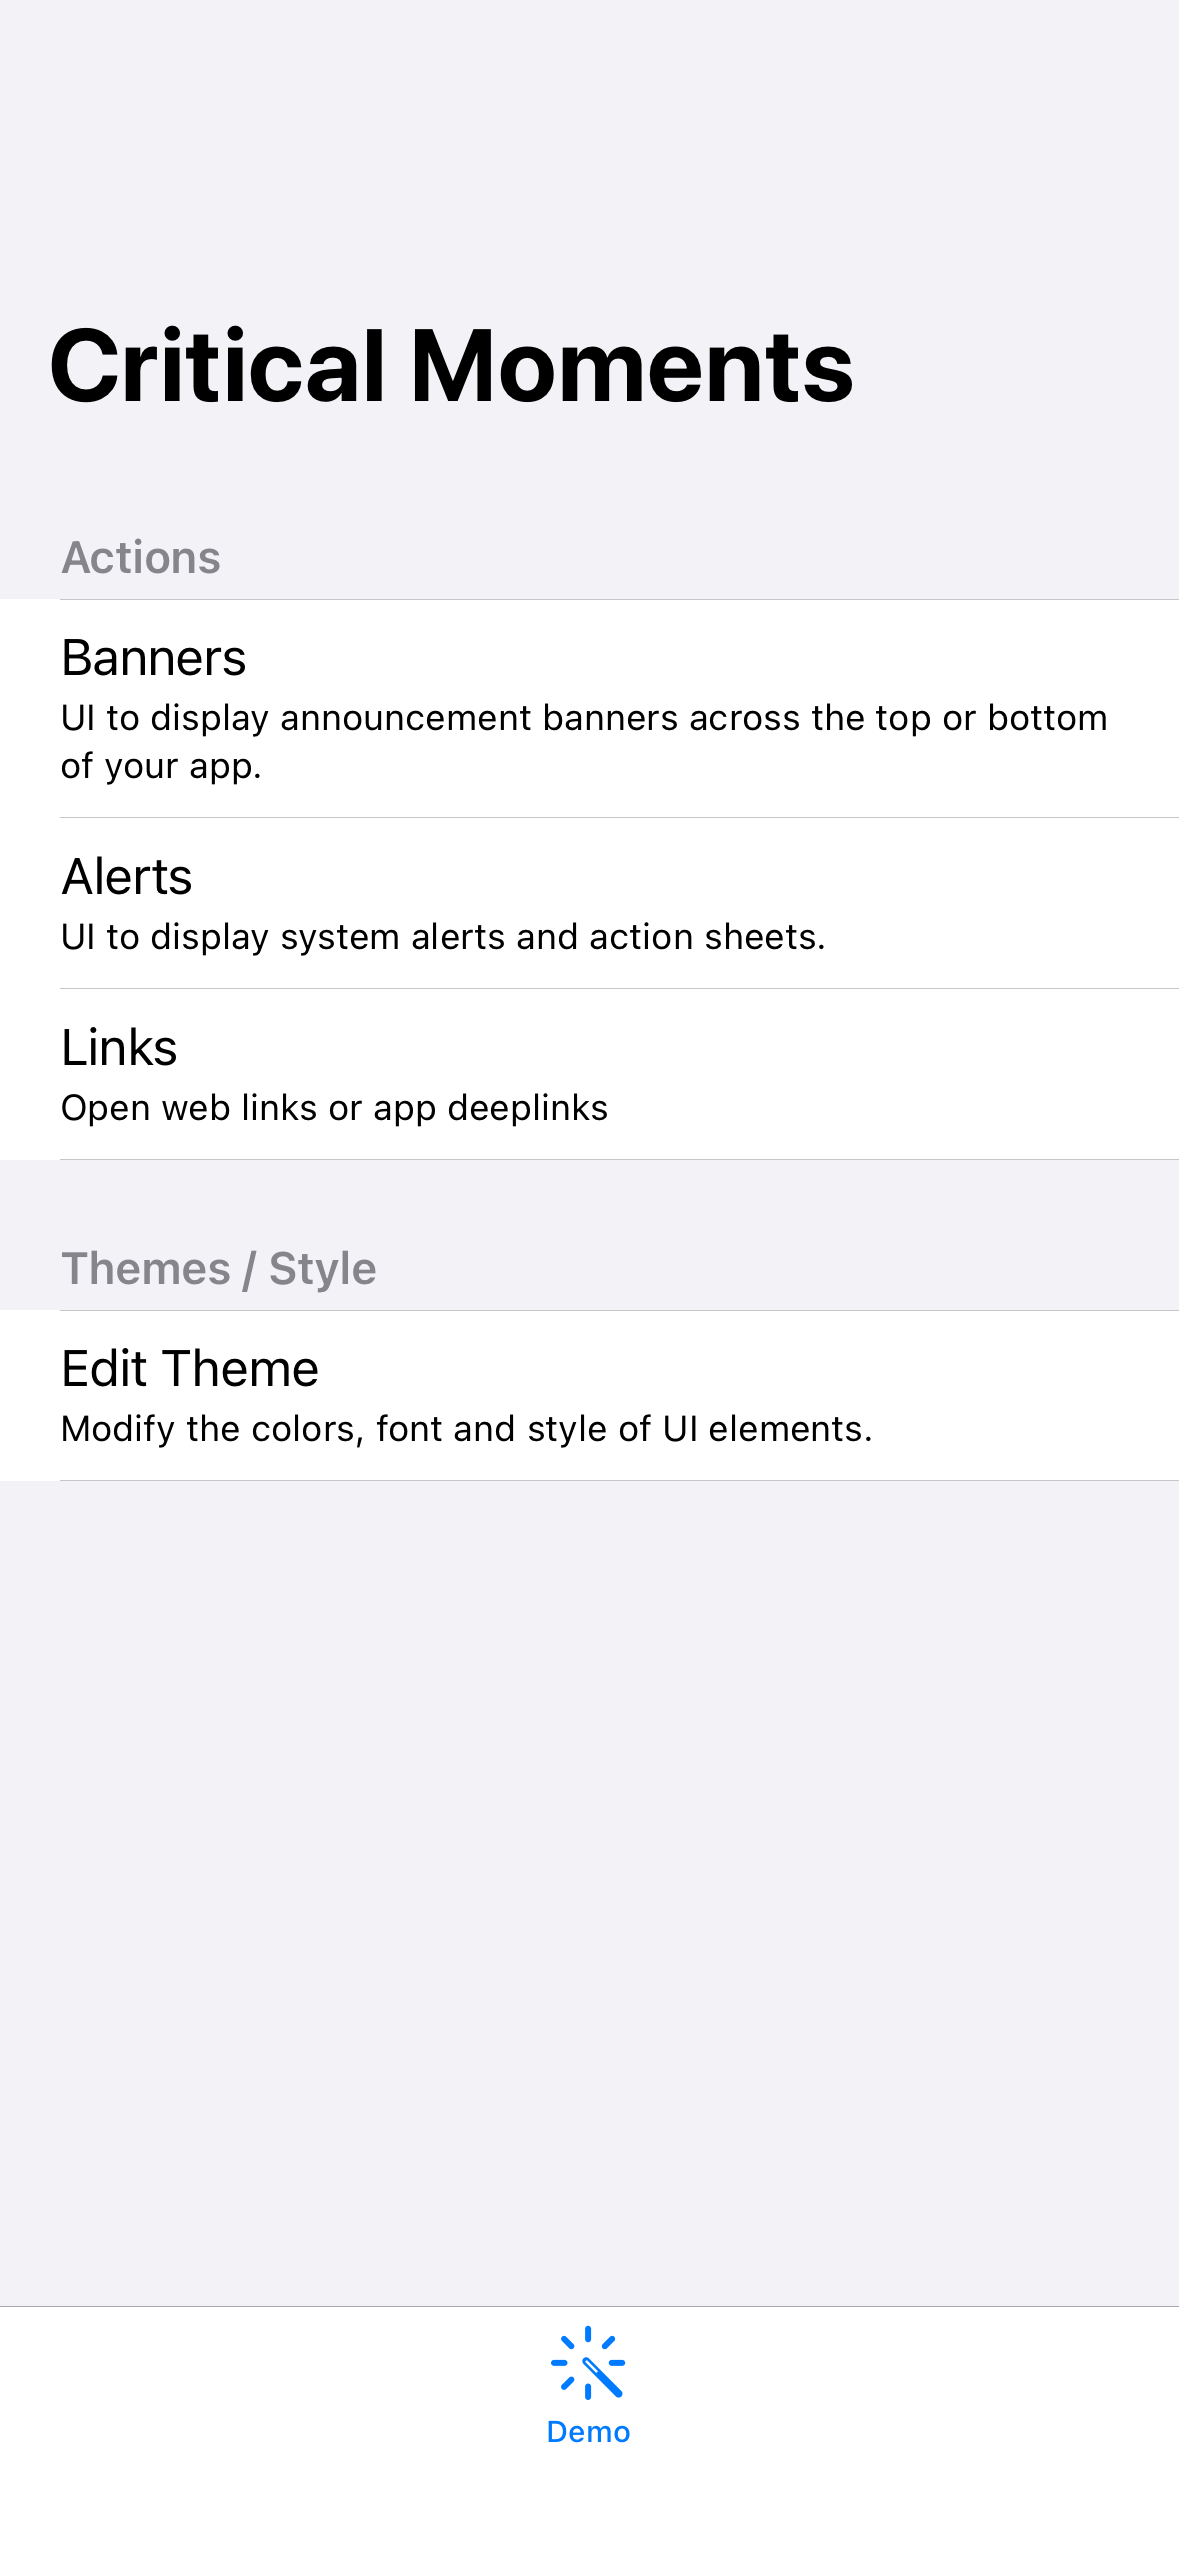 Critical Moments
Actions
Banners
UI to display announcement banners across the top or bottom
of your app.
Alerts
UI to display system alerts and action sheets.
Links
Open web links or app deeplinks
Themes / Style
Edit Theme
Modify the colors, font and style of UI elements.
Demo